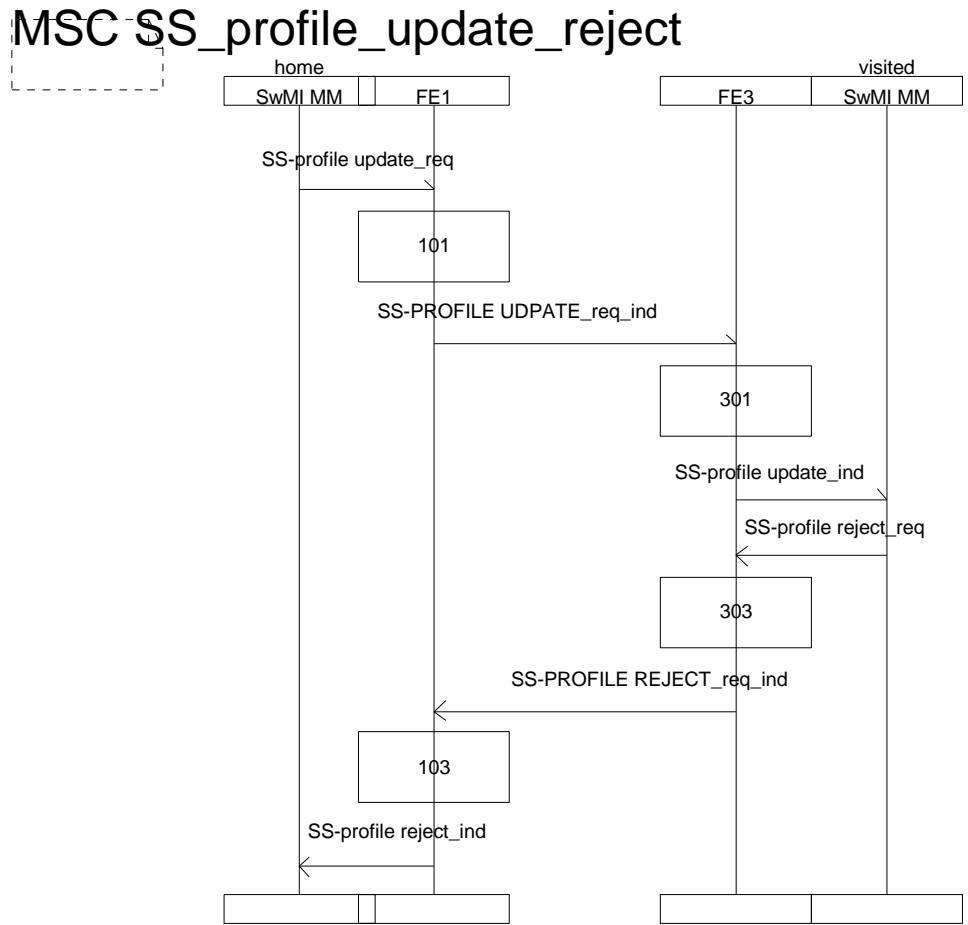 MSC SS_profile_update_reject
home visited
SwMI MM FE1 FE3 SwMI MM
SS-profile update_req
101
SS-PROFILE UDPATE_req_ind
301
SS-profile update_ind
SS-profile reject_req
303
SS-PROFILE REJECT_req_ind
103
SS-profile reject_ind